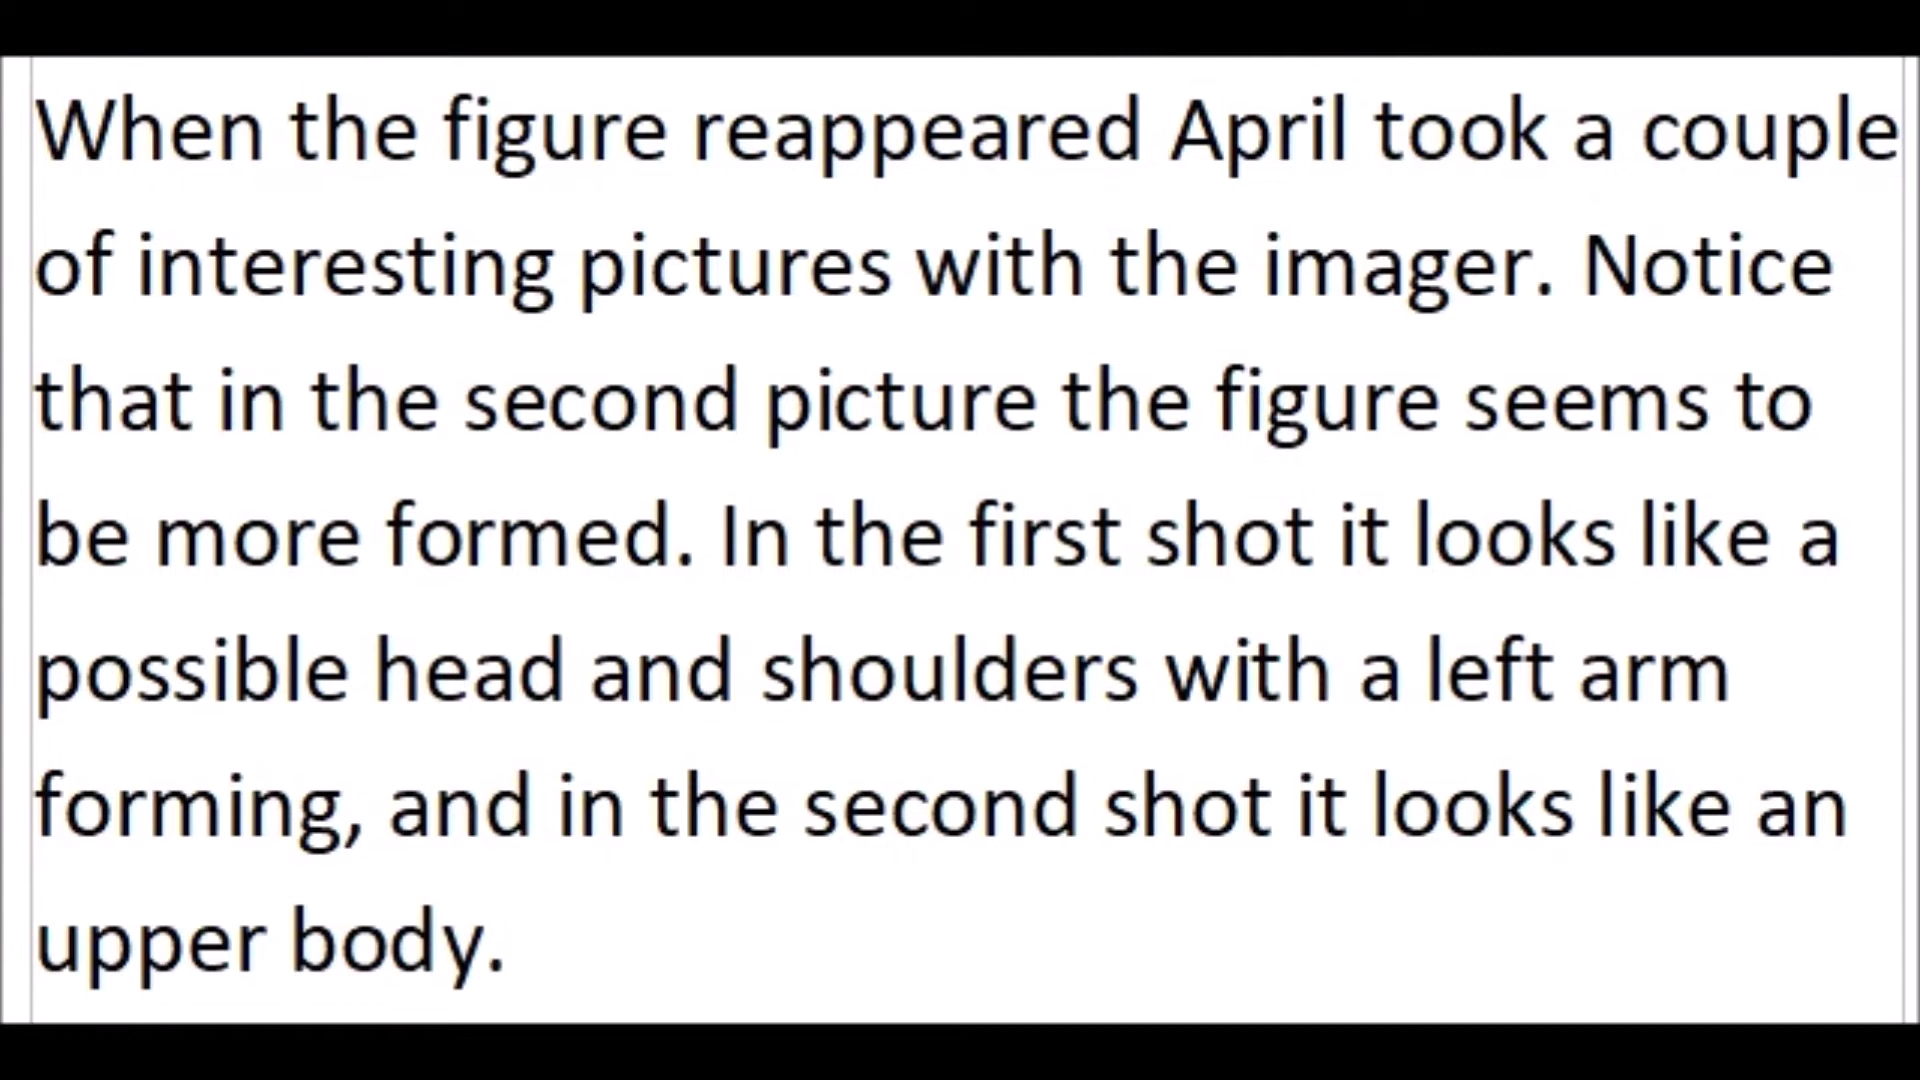 When the figure reappeared April took a couple
of interesting pictures with the imager. Notice
that in the second picture the figure seems to
be more formed. In the first shot it looks like a
possible head and shoulders with a left arm
forming, and in the second shot it looks like an
upper body.